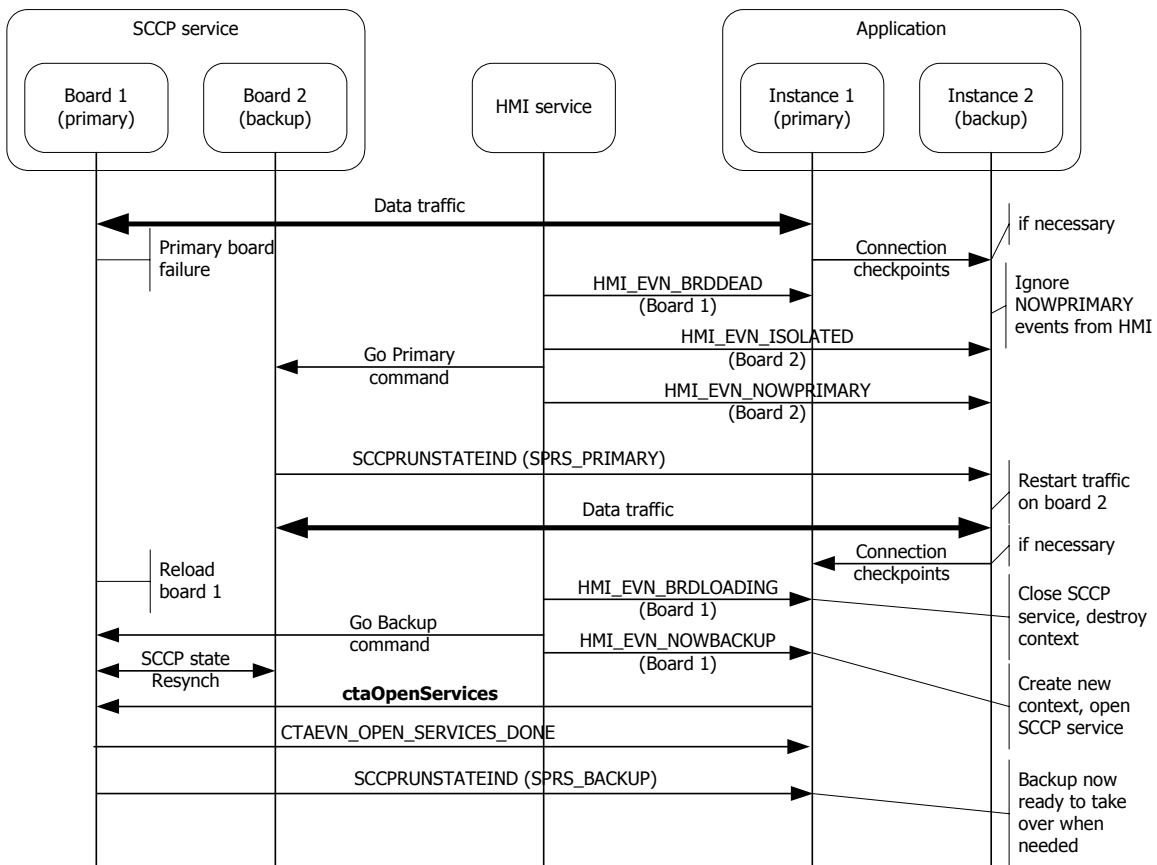 SCCP service
Application
Board 1
(primary)
Board 2
(backup)
HMI service
Instance 1
(primary)
Instance 2
(backup)
Data traffic
if necessary
Primary board
failure
Connection
checkpoints
HMI_EVN_BRDDEAD
(Board 1)
Ignore
NOWPRIMARY
events from HMI
HMI_EVN_ISOLATED
(Board 2)
Go Primary
command
HMI_EVN_NOWPRIMARY
(Board 2)
SCCPRUNSTATEIND (SPRS_PRIMARY)
Restart traffic
on board 2
Data traffic
if necessary
Connection
checkpoints
Reload
board 1
HMI_EVN_BRDLOADING
(Board 1)
Close SCCP
service, destroy
context
Go Backup
command
HMI_EVN_NOWBACKUP
(Board 1)
SCCP state
Resynch
ctaOpenServices
Create new
context, open
SCCP service
CTAEVN_OPEN_SERVICES_DONE
SCCPRUNSTATEIND (SPRS_BACKUP)
Backup now
ready to take
over when
needed